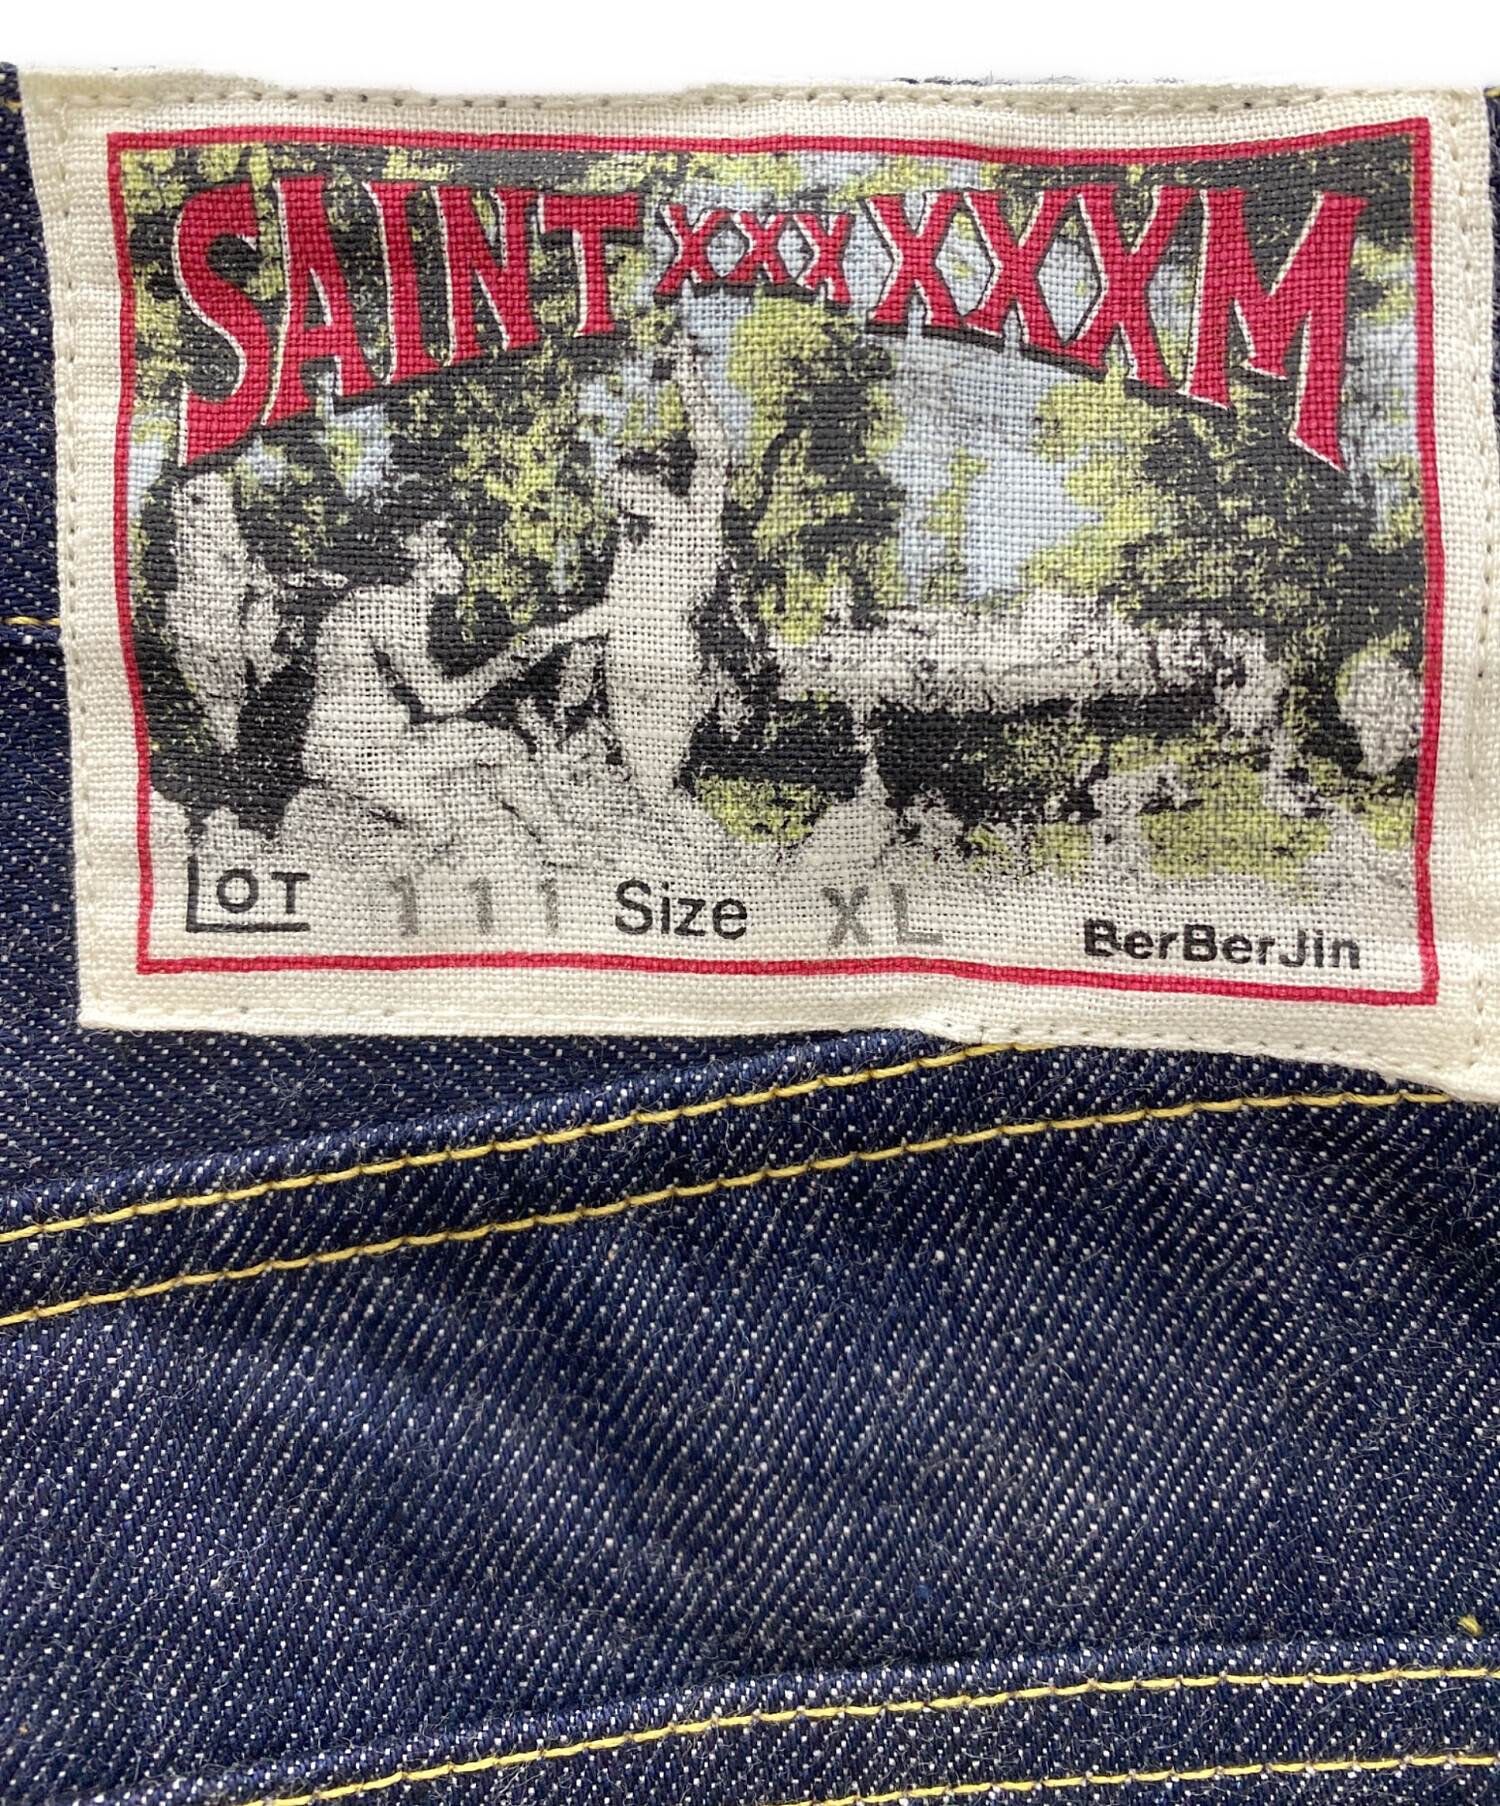 SAINT xxx XXXM
LOT 111 Size XL BerBerJin